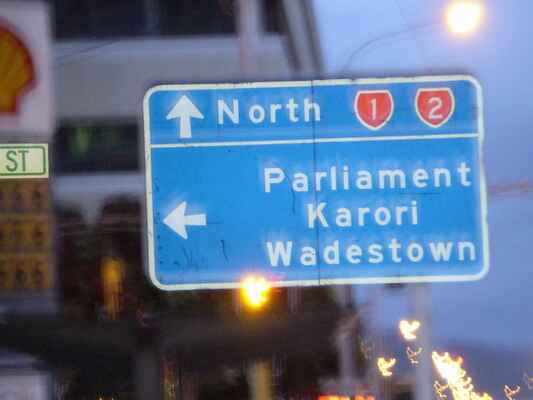 ST
North 1 2
Parliament
Karori
Wadestown